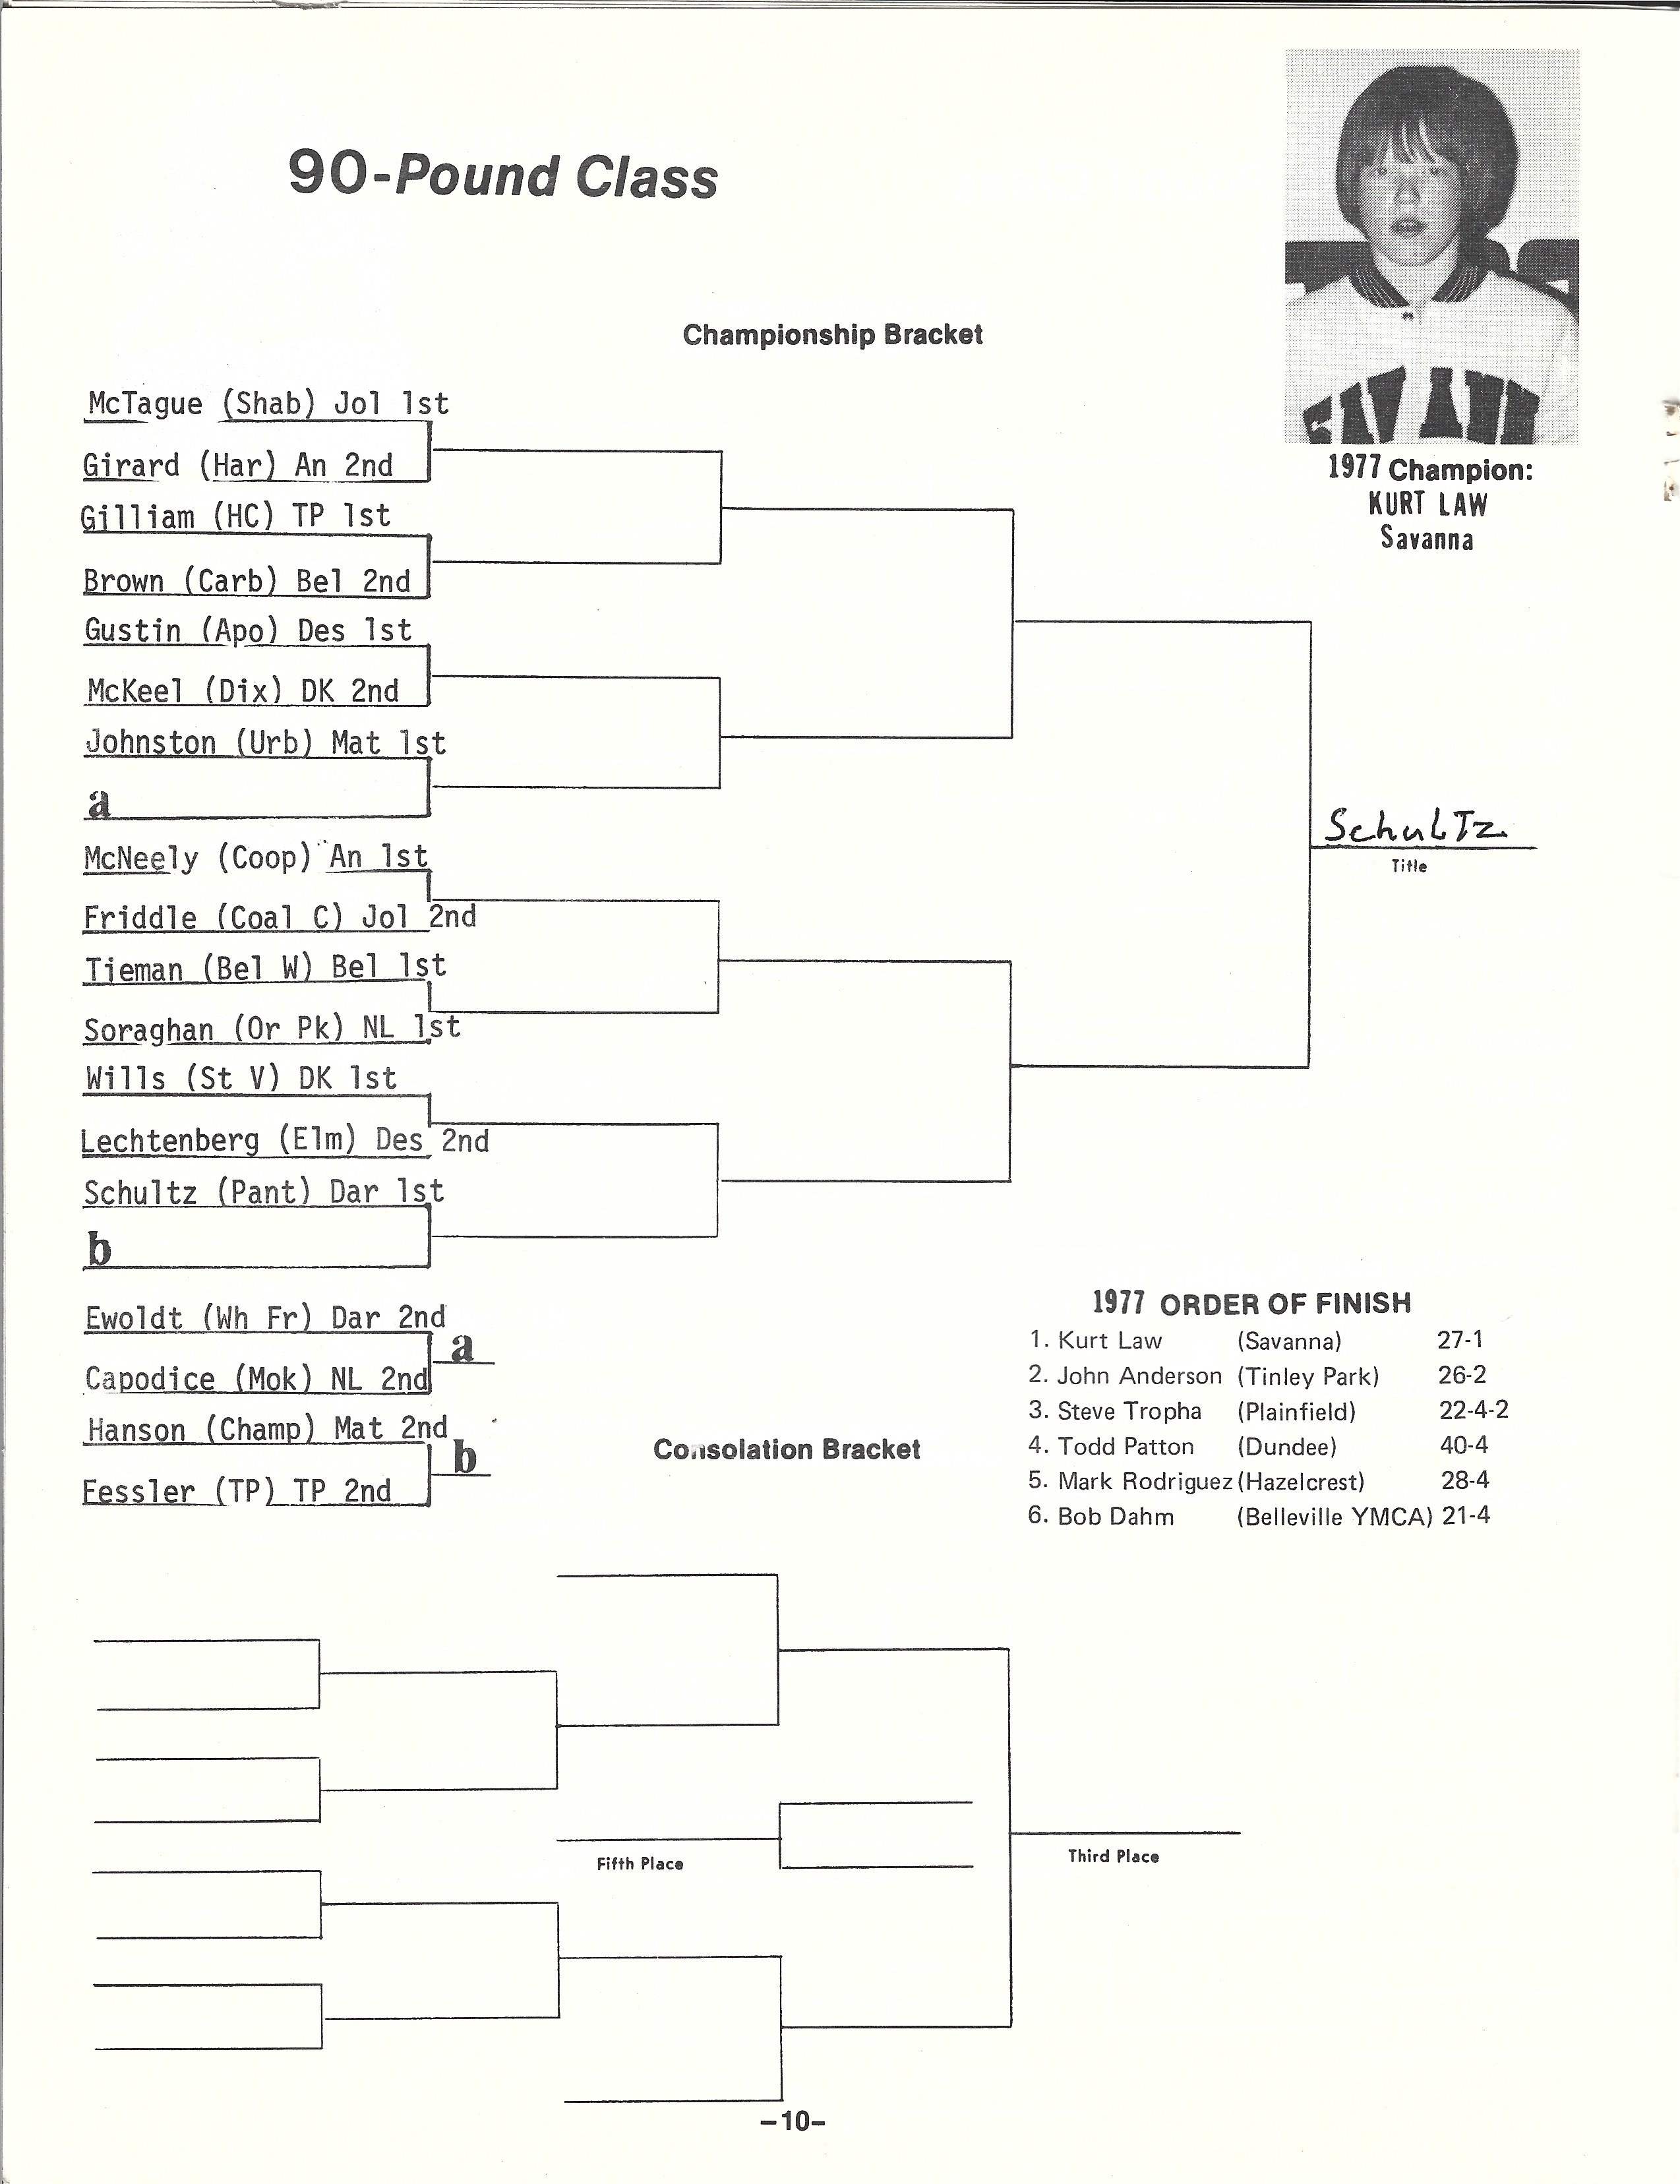 90-Pound Class
Championship Bracket
1977 Champion:
KURT LAW
Savanna
McTague (Shab) Jol 1st
Girard (Har) An 2nd
Gilliam (HC) TP 1st
Brown (Carb) Bel 2nd
Gustin (Apo) Des 1st
McKeel (Dix) DK 2nd
Johnston (Urb) Mat 1st
a
McNeely (Coop) An 1st
Friddle (Coal C) Jol 2nd
Tieman (Bel W) Bel 1st
Soraghan (Or Pk) NL 1st
Wills (St V) DK 1st
Lechtenberg (Elm) Des 2nd
Schultz (Pant) Dar 1st
b
SchulTz
Title
Ewoldt (Wh Fr) Dar 2nd
a
Capodice (Mok) NL 2nd
Hanson (Champ) Mat 2nd
b
Fessler (TP) TP 2nd
1977 ORDER OF FINISH
1. Kurt Law (Savanna) 27-1
2. John Anderson (Tinley Park) 26-2
3. Steve Tropha (Plainfield) 22-4-2
4. Todd Patton (Dundee) 40-4
5. Mark Rodriguez (Hazelcrest) 28-4
6. Bob Dahm (Belleville YMCA) 21-4
Consolation Bracket
Fifth Place
Third Place
-10-